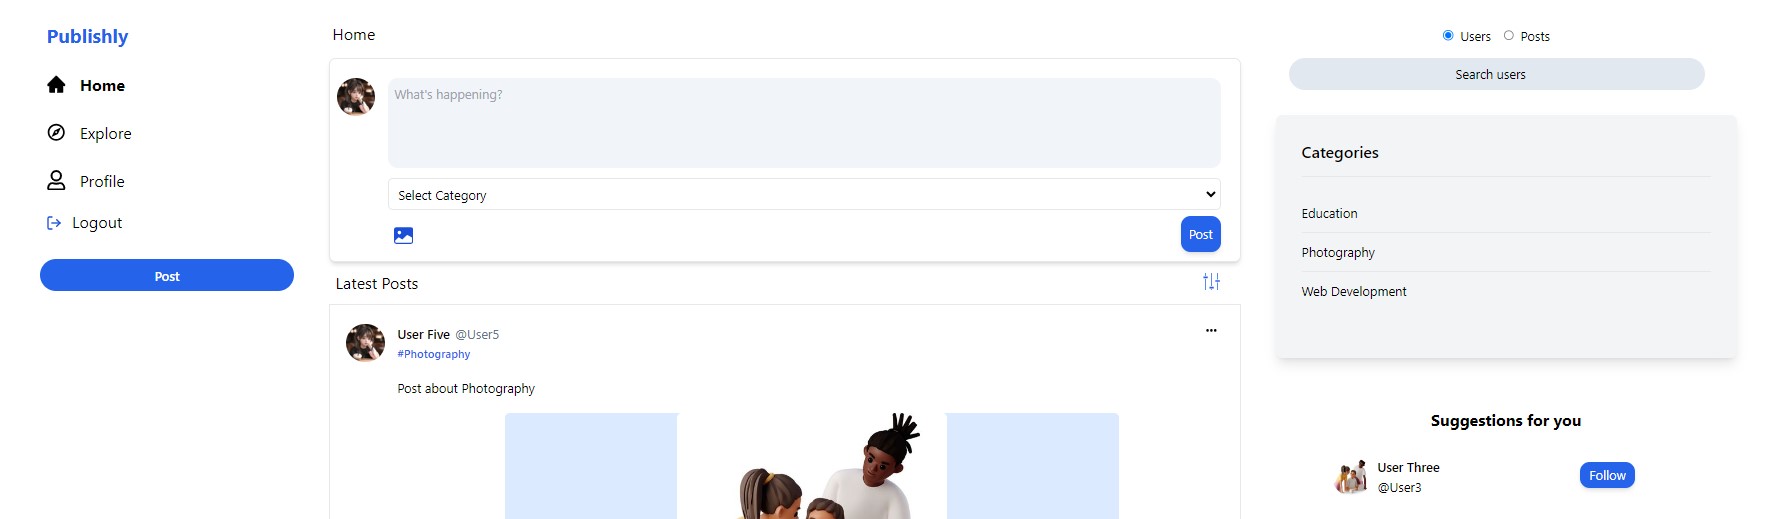 Publishly
Home
Explore
Profile
Logout
Post
Home
What's happening?
Select Category
Post
Latest Posts
User Five @User5
#Photography
Post about Photography
Users Posts
Search users
Categories
Education
Photography
Web Development
Suggestions for you
User Three
@User3
Follow